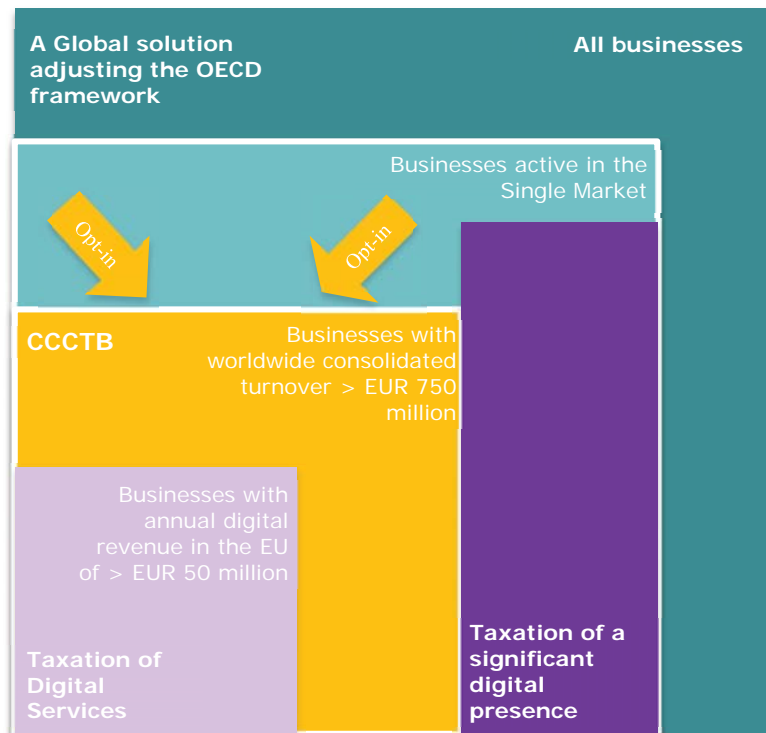 A Global solution
adjusting the OECD
framework
All businesses
Businesses active in the
Single Market
Opt-in
Opt-in
CCCTB
Businesses with
worldwide consolidated
turnover > EUR 750
million
Businesses with
annual digital
revenue in the EU
of > EUR 50 million
Taxation of
Digital
Services
Taxation of a
significant
digital
presence